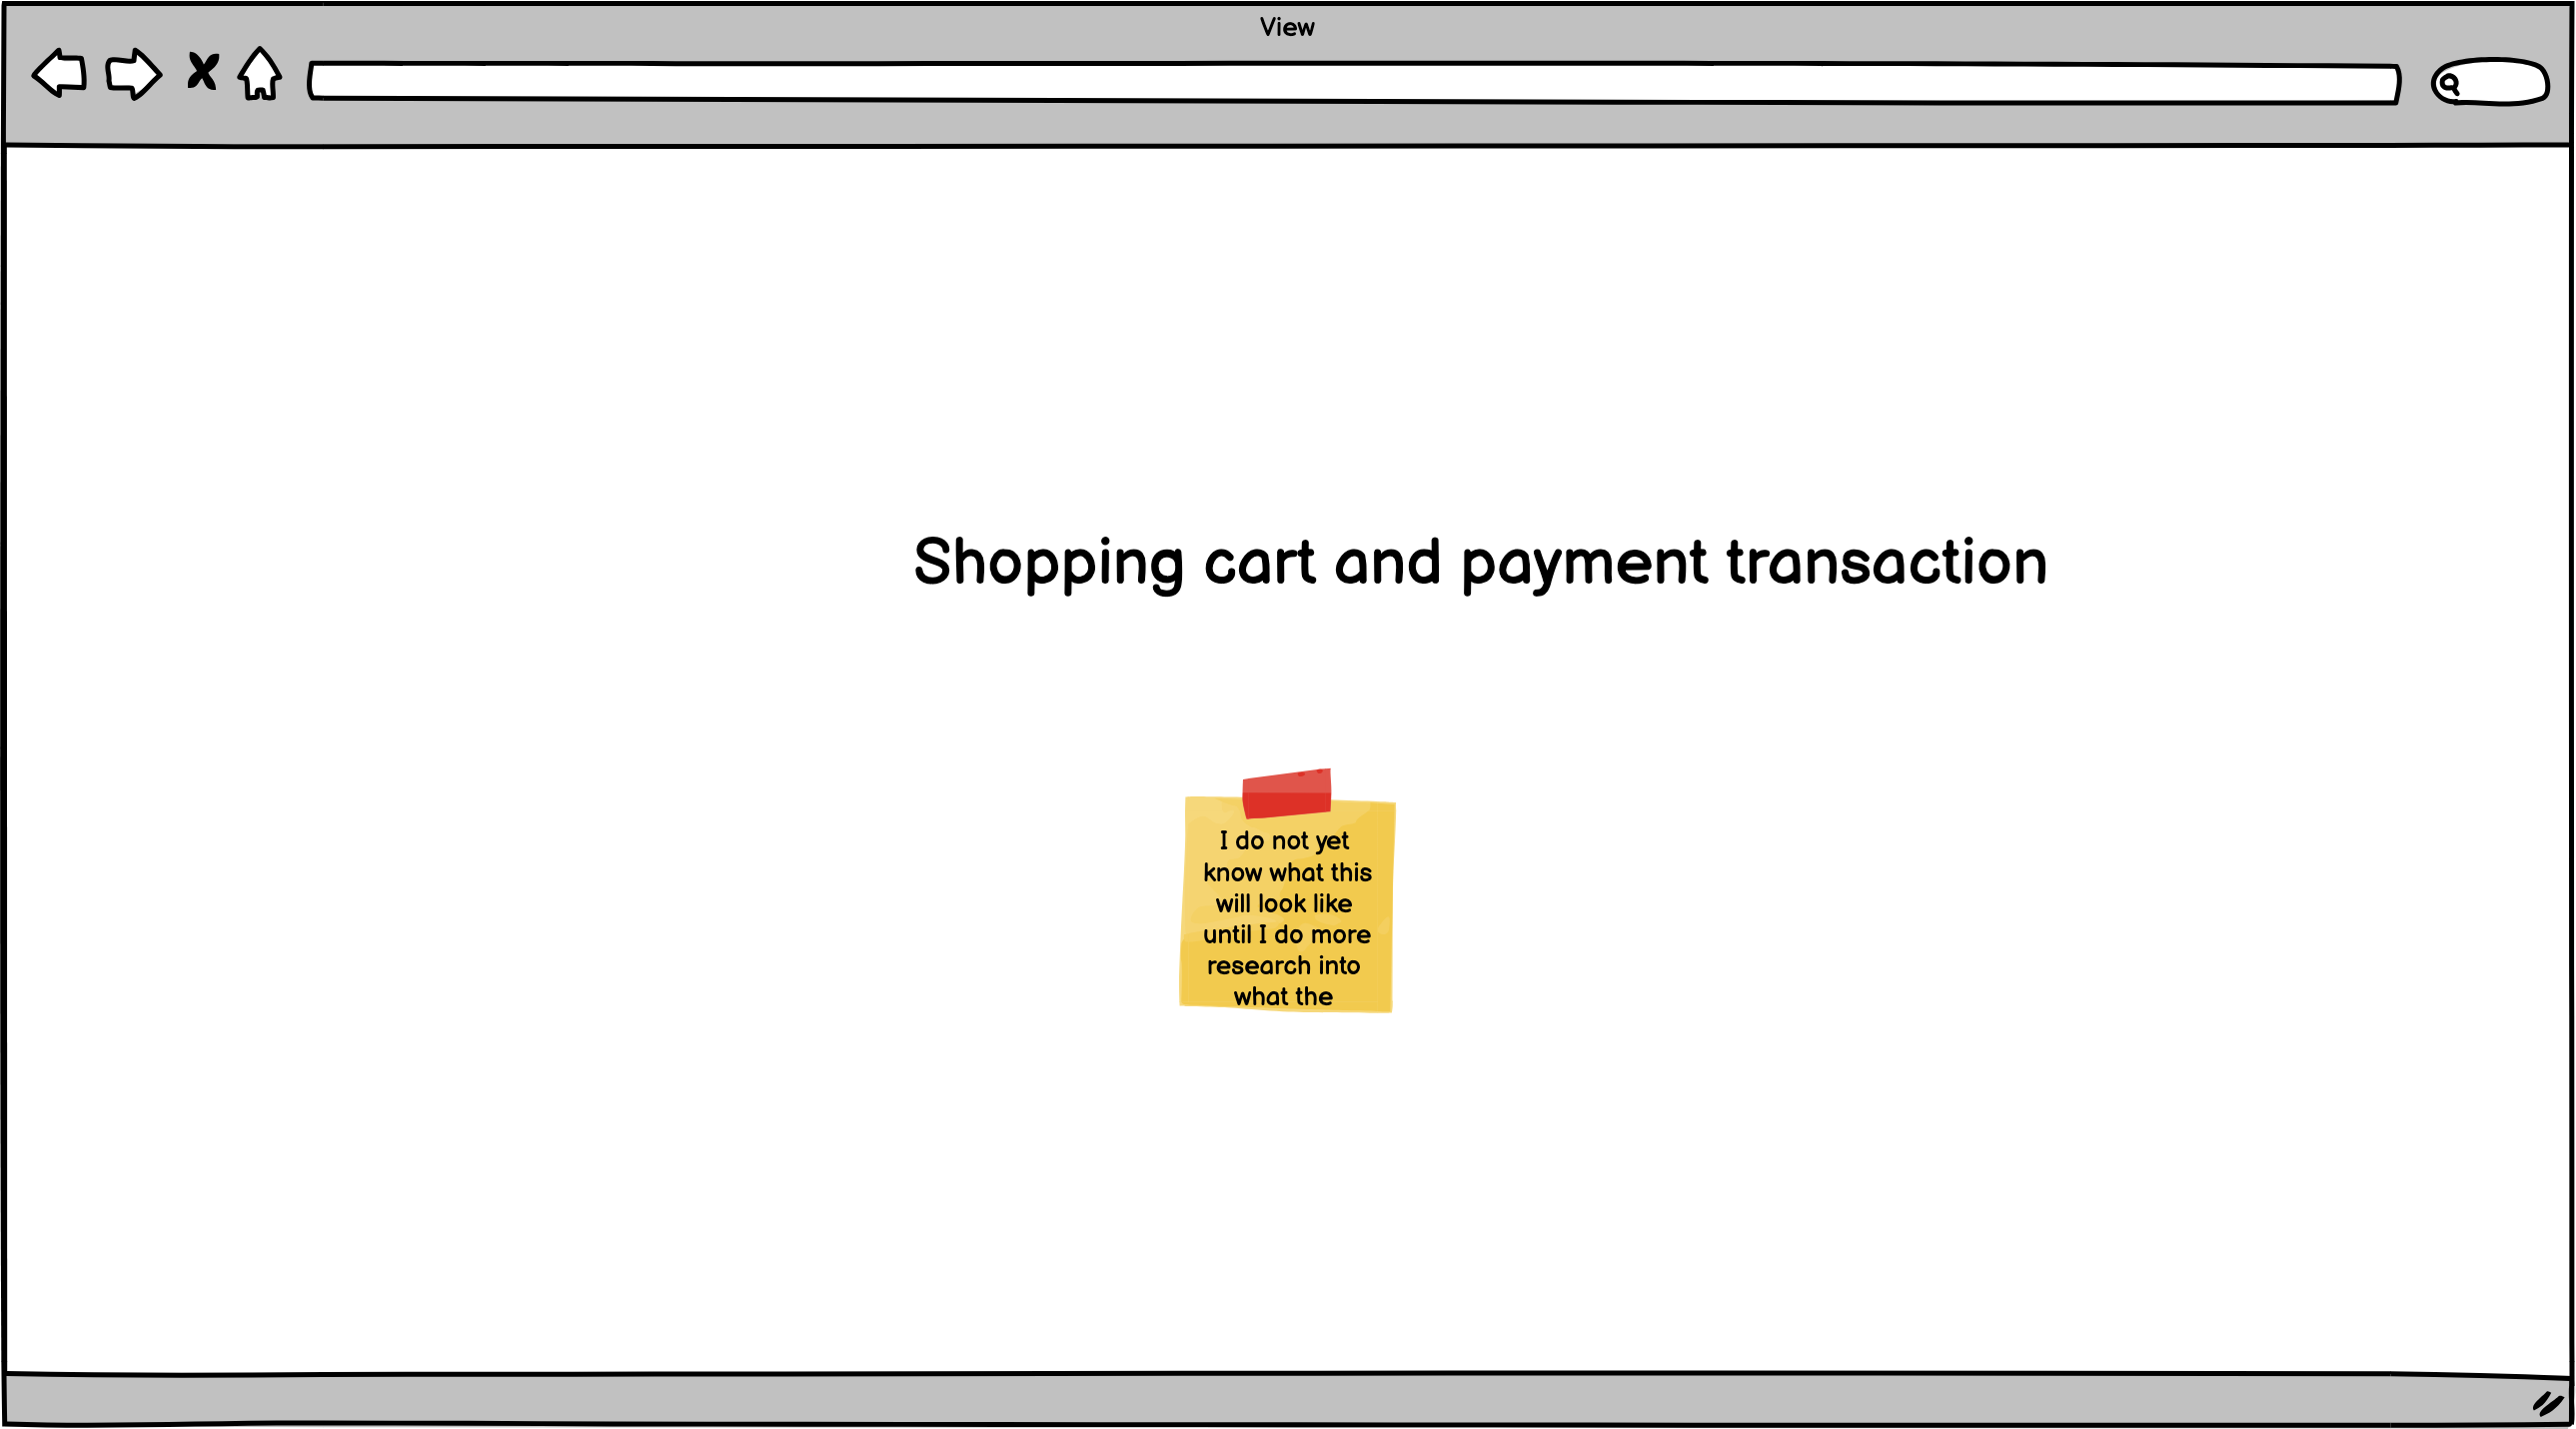 View
Shopping cart and payment transaction
I do not yet
know what this
will look like
until I do more
research into
what the